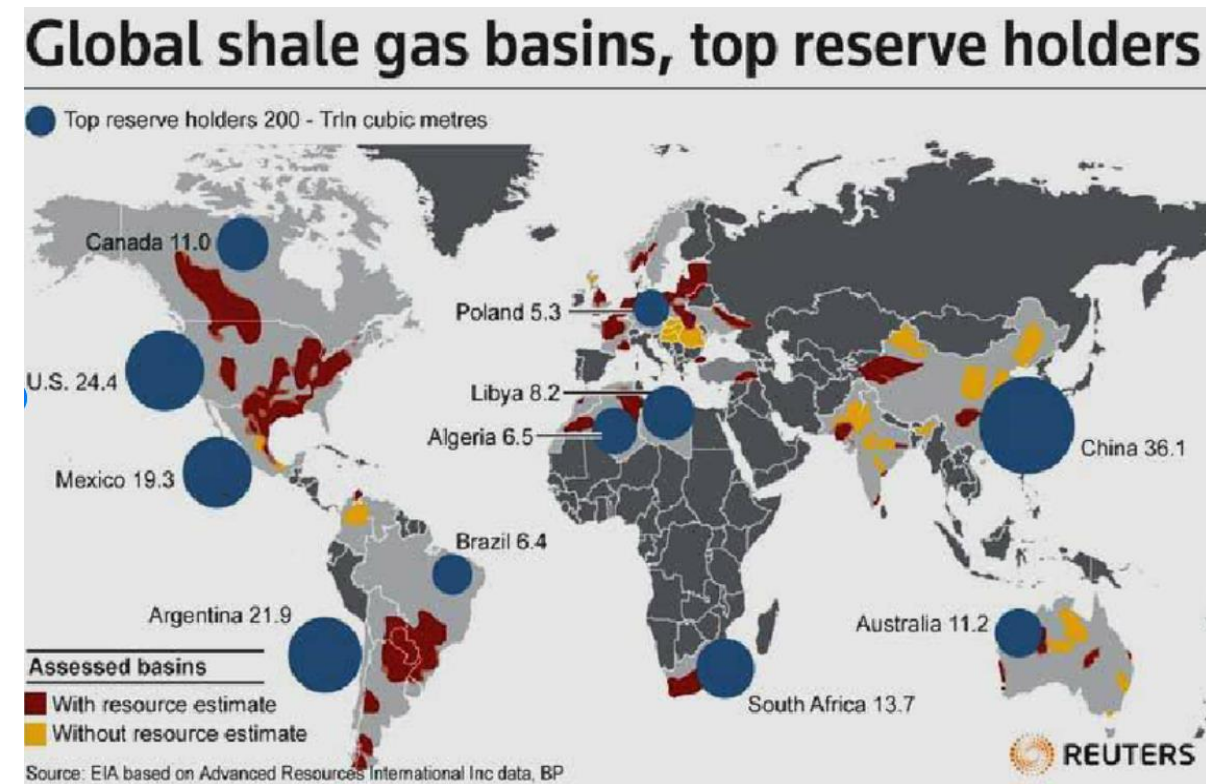 Global shale gas basins, top reserve holders
Top reserve holders 200 - Trln cubic metres
Canada 11.0
Poland 5.3
U.S. 24.4
Libya 8.2
Algeria 6.5
China 36.1
Mexico 19.3
Brazil 6.4
Argentina 21.9
Australia 11.2
South Africa 13.7
Assessed basins
With resource estimate
Without resource estimate
REUTERS
Source: EIA based on Advanced Resources International Inc data, BP